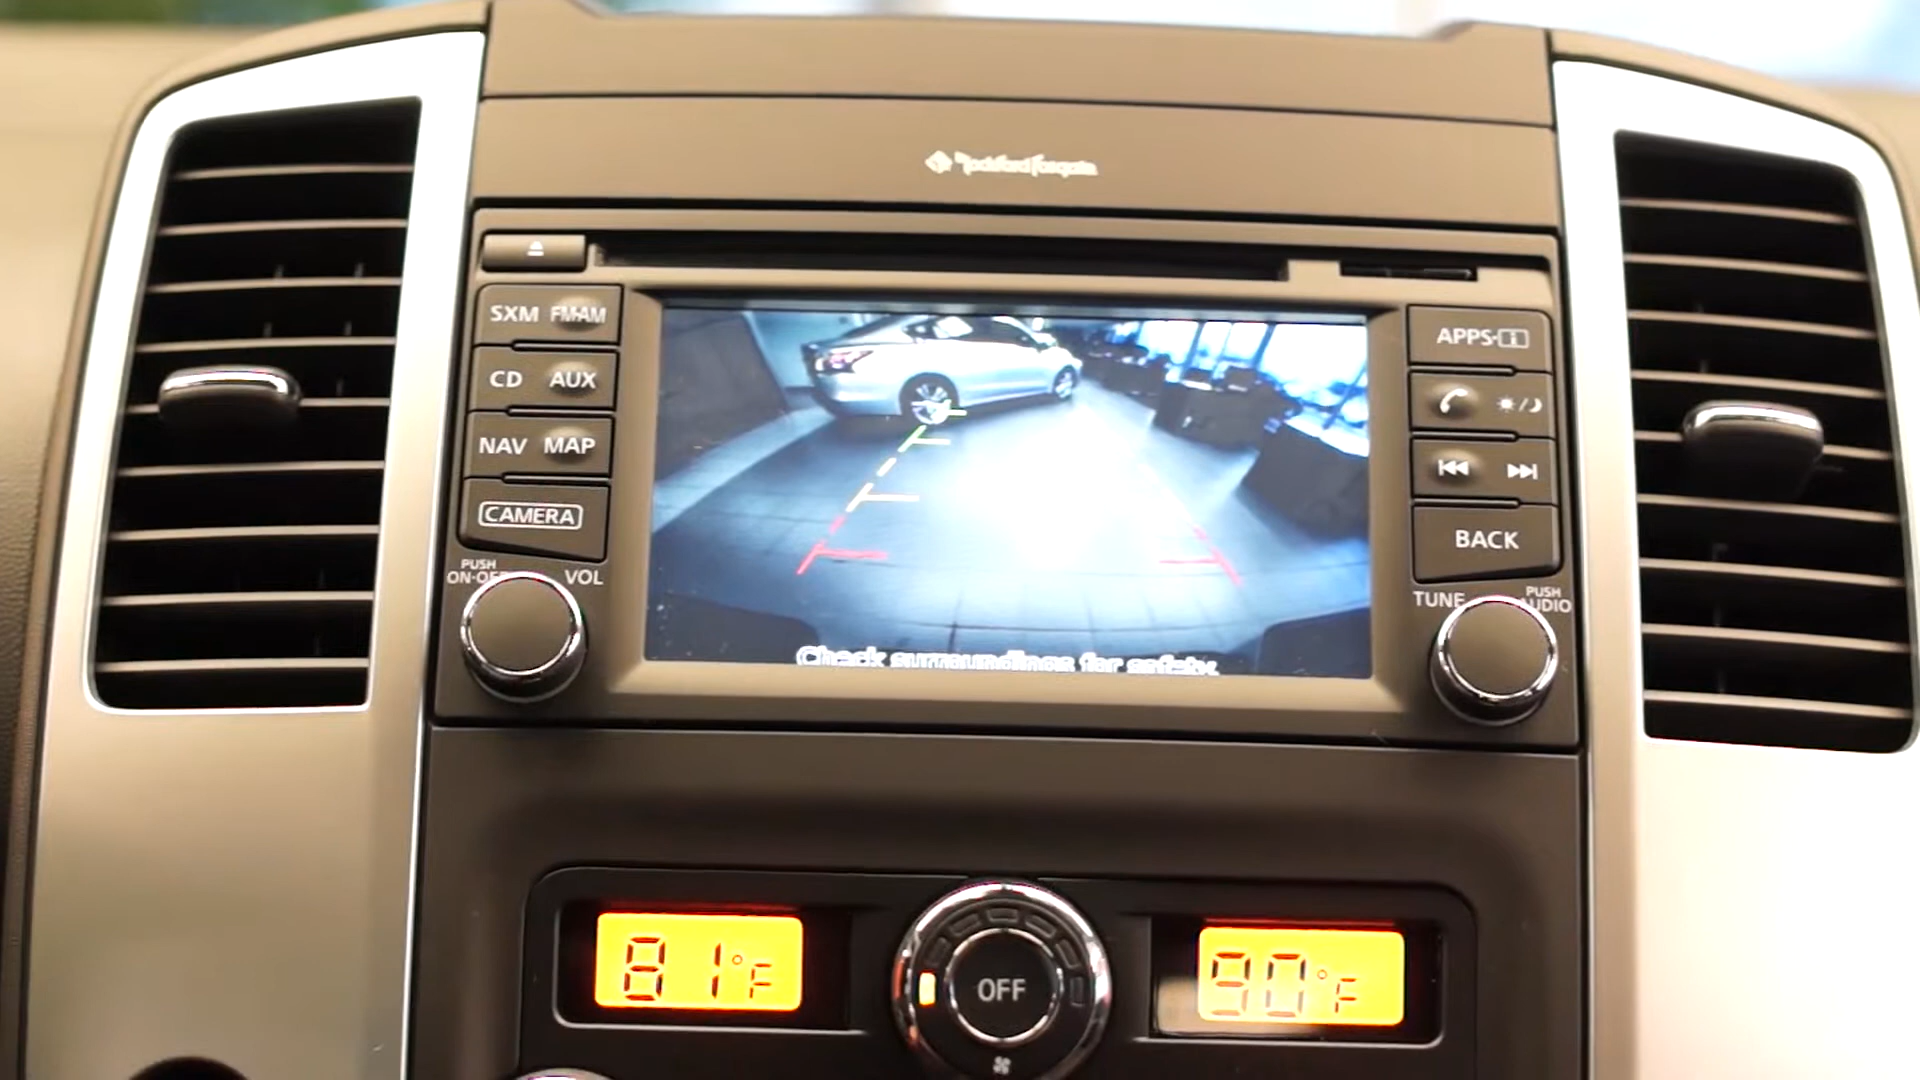 Rockford Fosgate
SXM FM·AM
APPS·i
CD AUX
NAV MAP
CAMERA
BACK
PUSH
ON·OFF VOL
TUNE PUSH
AUDIO
Check surroundings for safety.
81°F
OFF
90°F